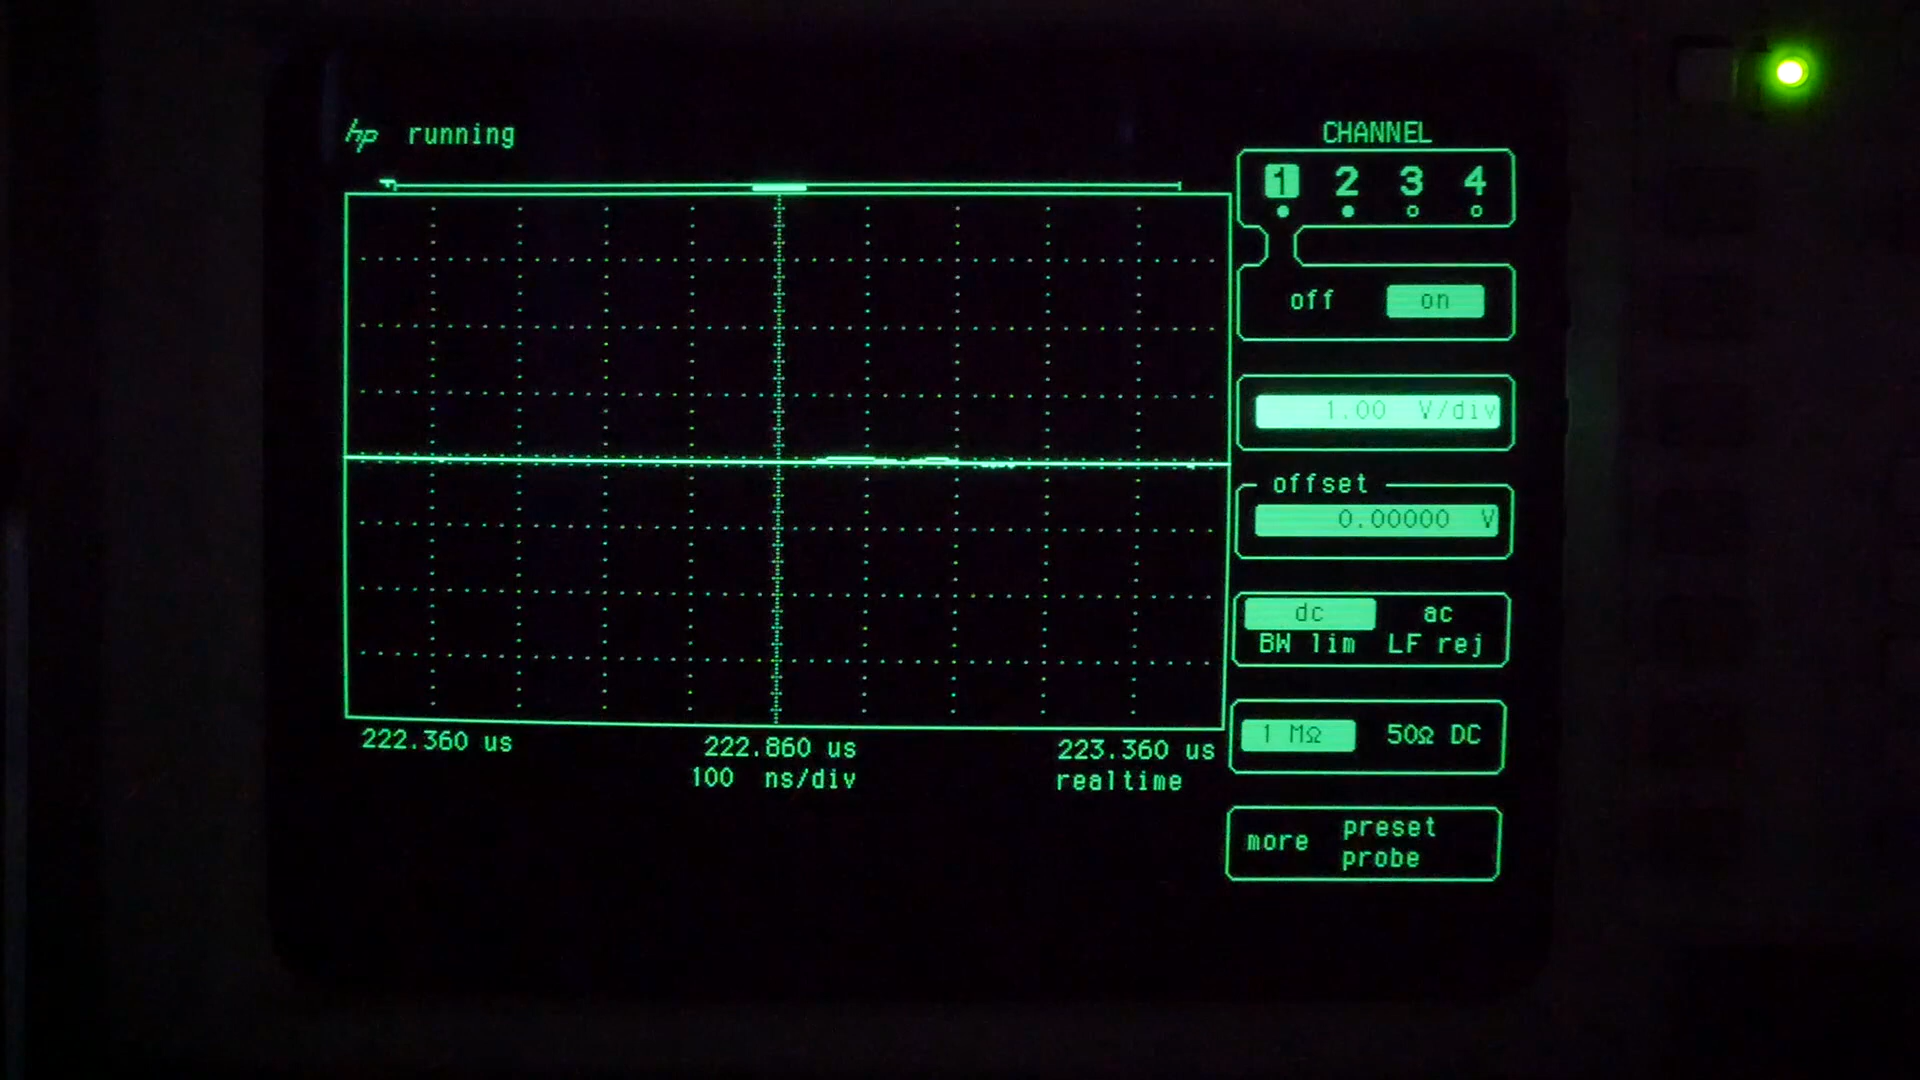 hp running
222.360 us 222.860 us 223.360 us
100 ns/div realtime
CHANNEL
1 2 3 4
off on
1.00 V/div
offset
0.00000 V
dc ac
BW lim LF rej
1 MΩ 50Ω DC
more preset
probe